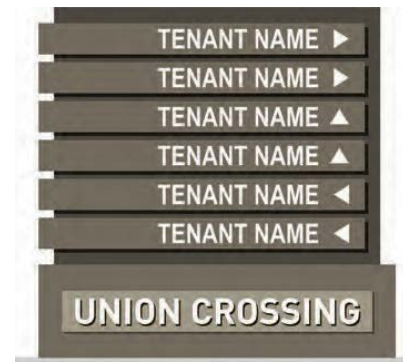 TENANT NAME ▶
TENANT NAME ▶
TENANT NAME ▲
TENANT NAME ▲
TENANT NAME ◀
TENANT NAME ◀
UNION CROSSING